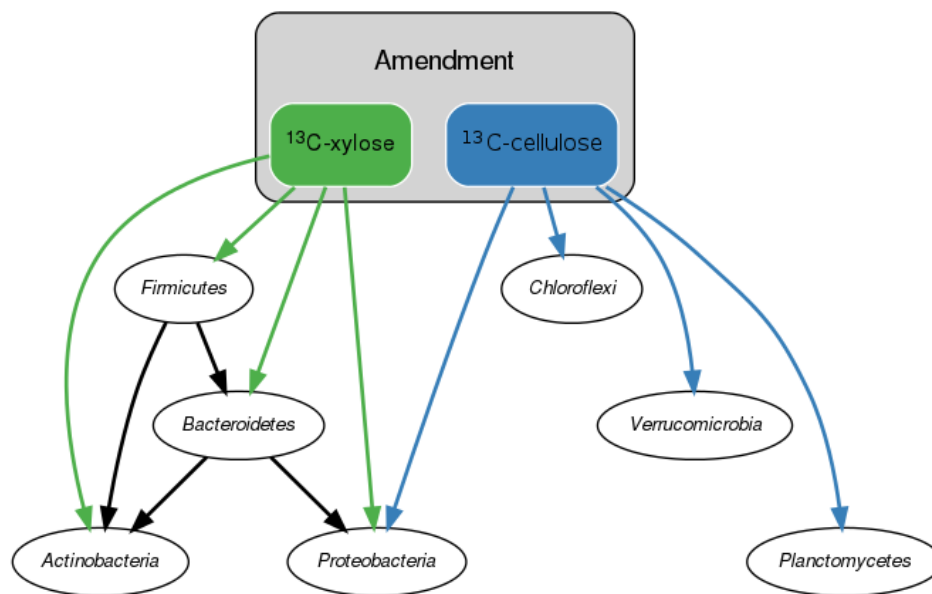 Amendment
¹³C-xylose
¹³C-cellulose
Firmicutes
Chloroflexi
Bacteroidetes
Verrucomicrobia
Actinobacteria
Proteobacteria
Planctomycetes